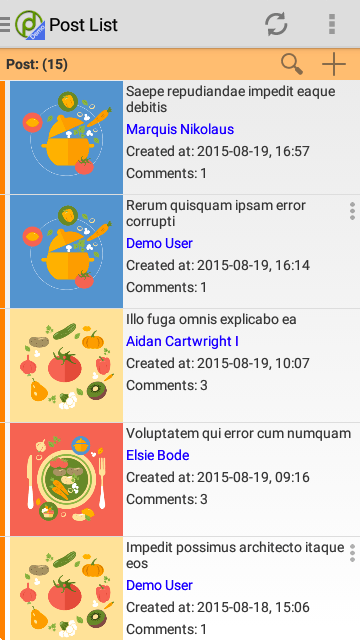 Post List
Demo
Post: (15)
Saepe repudiandae impedit eaque
debitis
Marquis Nikolaus
Created at: 2015-08-19, 16:57
Comments: 1
Rerum quisquam ipsam error
corrupti
Demo User
Created at: 2015-08-19, 16:14
Comments: 1
Illo fuga omnis explicabo ea
Aidan Cartwright I
Created at: 2015-08-19, 10:07
Comments: 3
Voluptatem qui error cum numquam
Elsie Bode
Created at: 2015-08-19, 09:16
Comments: 3
Impedit possimus architecto itaque
eos
Demo User
Created at: 2015-08-18, 15:06
Comments: 1